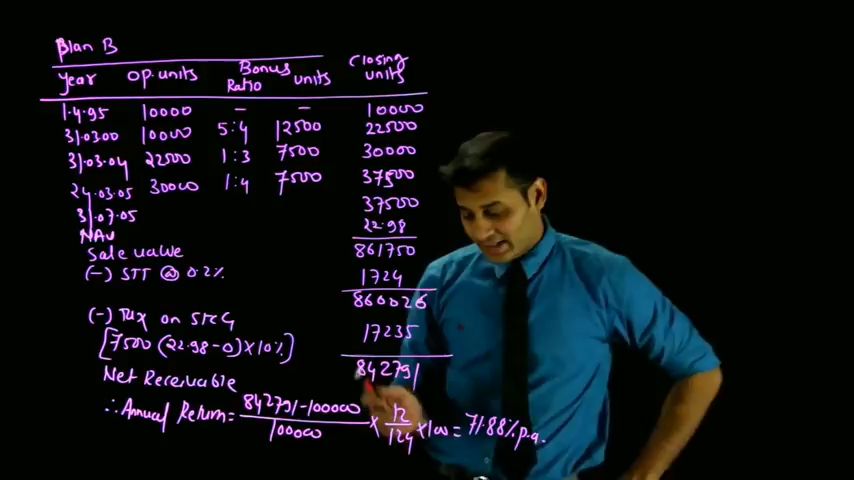 Plan B
Year Op. units Bonus Ratio units Closing units
1.4.95 10000 - - 10000
31.03.00 10000 5:4 12500 22500
31.03.04 22500 1:3 7500 30000
24.03.05 30000 1:4 7500 37500
31.07.05 37500
NAV 22.98
Sale value 861750
(-) STT @ 0.2% 1724
860026
(-) Tax on STCG 17235
[7500 (22.98-0) x 10%]
Net Receivable 842791
∴ Annual Return = 842791-100000 / 100000 x 12/124 x 100 = 71.88% p.a.